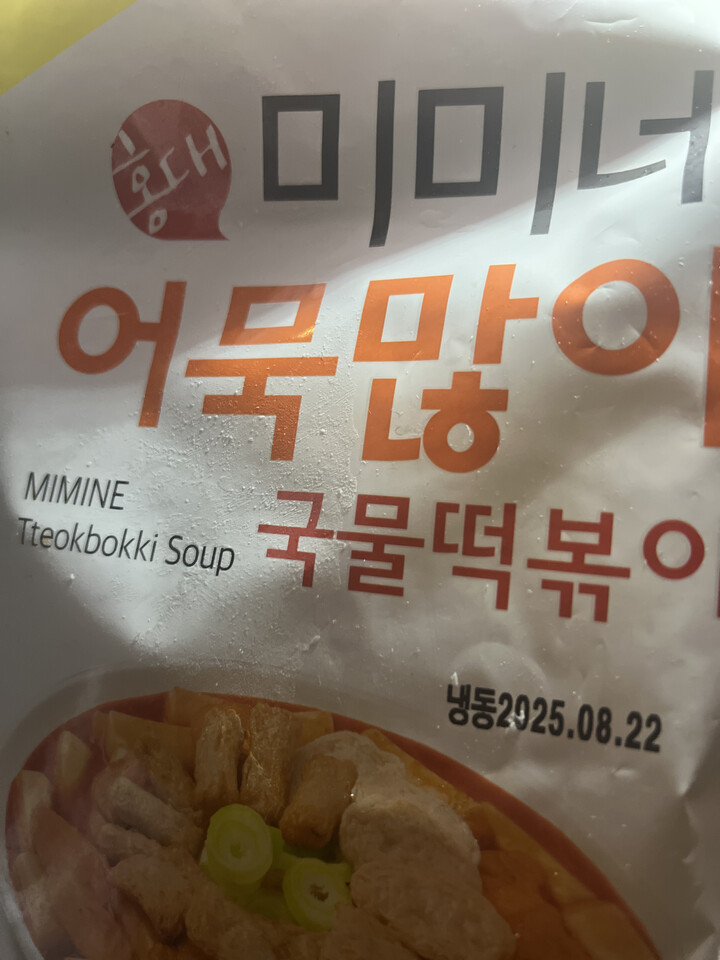 홍대
미미네
어묵많이
MIMINE
Tteokbokki Soup
국물떡볶이
냉동2025.08.22